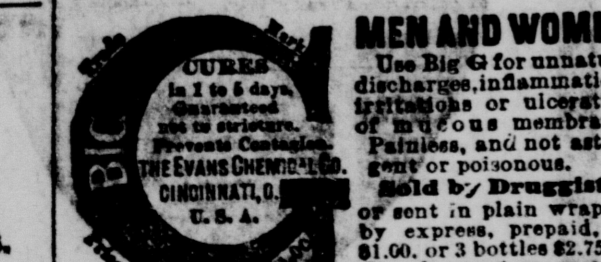 BIG
CURES
in 1 to 5 days.
Guaranteed
not to stricture.
Prevents Contagion.
THE EVANS CHEMICAL CO.
CINCINNATI, O.
U. S. A.
MEN AND WOM
Use Big G for unnatu
discharges, inflammati
irritations or ulcerat
of mucous membra
Painless, and not ast
gent or poisonous.
Sold by Druggist
or sent in plain wrap
by express, prepaid,
$1.00, or 3 bottles $2.75